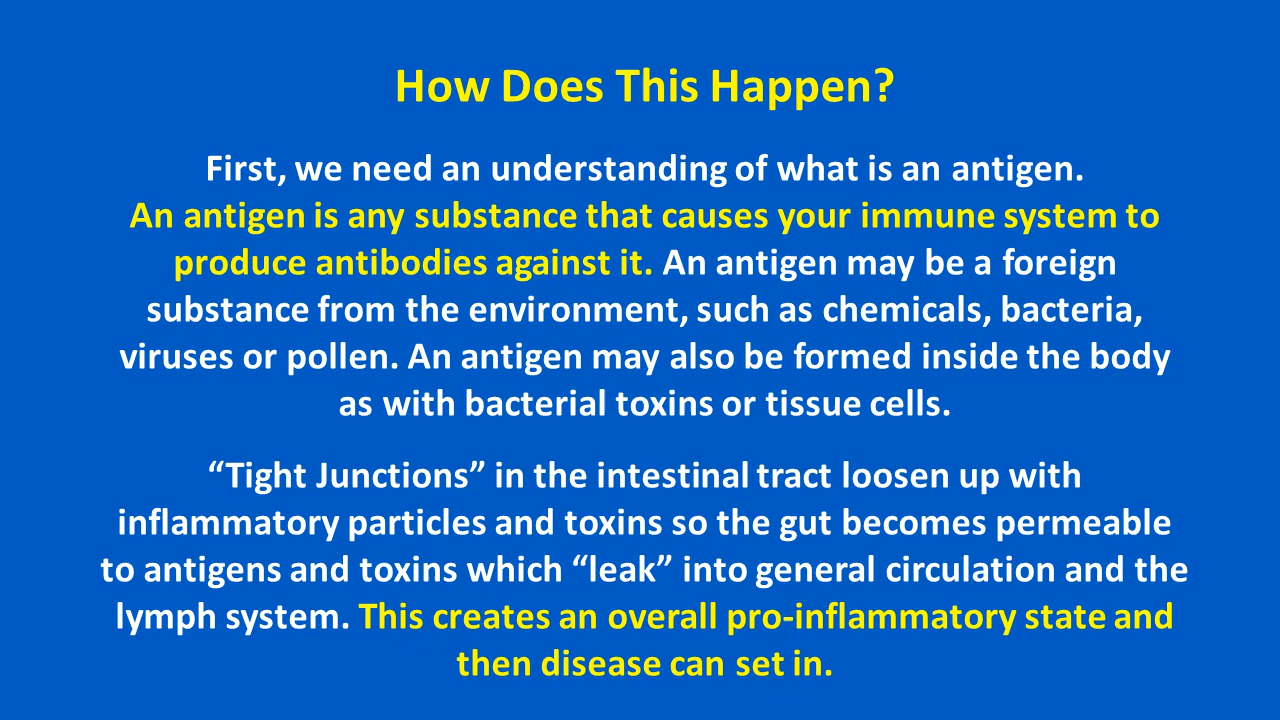 How Does This Happen?
First, we need an understanding of what is an antigen.
An antigen is any substance that causes your immune system to
produce antibodies against it. An antigen may be a foreign
substance from the environment, such as chemicals, bacteria,
viruses or pollen. An antigen may also be formed inside the body
as with bacterial toxins or tissue cells.
“Tight Junctions” in the intestinal tract loosen up with
inflammatory particles and toxins so the gut becomes permeable
to antigens and toxins which “leak” into general circulation and the
lymph system. This creates an overall pro-inflammatory state and
then disease can set in.